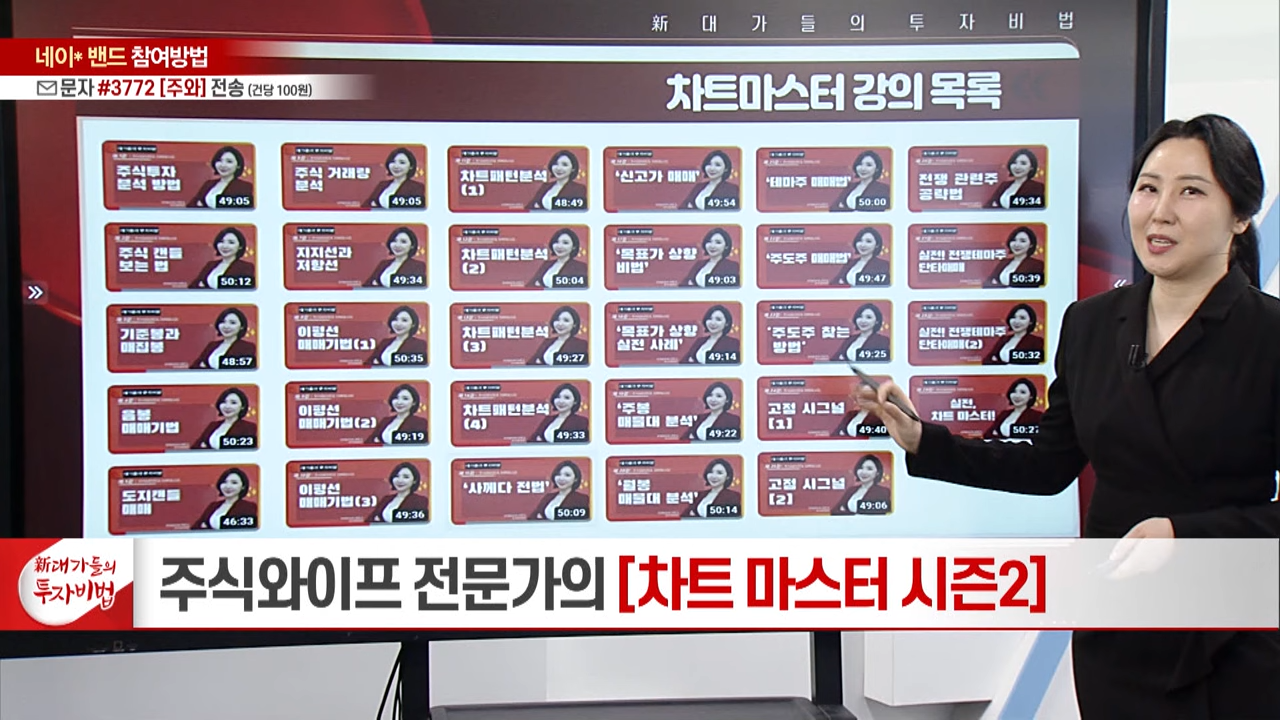 新 대 가 들 의 투 자 비 법
네이* 밴드 참여방법
문자 #3772 [주와] 전송 (건당 100원)
차트마스터 강의 목록
주식투자
분석 방법
49:05
주식 거래량
분석
49:05
차트패턴분석
(1)
48:49
'신고가 매매'
49:54
'테마주 매매법'
50:00
전쟁 관련주
공략법
49:34
주식 캔들
보는 법
50:12
지지선과
저항선
49:34
차트패턴분석
(2)
50:04
'목표가 상향
비법'
49:03
'주도주 매매법'
49:47
실전! 전쟁테마주
단타매매
50:39
기준봉과
매집봉
48:57
이평선
매매기법(1)
50:35
차트패턴분석
(3)
49:27
'목표가 상향
실전 사례'
49:14
'주도주 찾는
방법'
49:25
실전! 전쟁테마주
단타매매(2)
50:32
음봉
매매기법
50:23
이평선
매매기법(2)
49:19
차트패턴분석
(4)
49:33
'주봉
매물대 분석'
49:22
고점 시그널
[1]
49:40
실전,
차트 마스터!
도지캔들
매매
46:33
이평선
매매기법(3)
49:36
'사께다 전법'
50:09
'월봉
매물대 분석'
50:14
고점 시그널
[2]
49:06
新대가들의
투자비법
주식와이프 전문가의 [차트 마스터 시즌2]